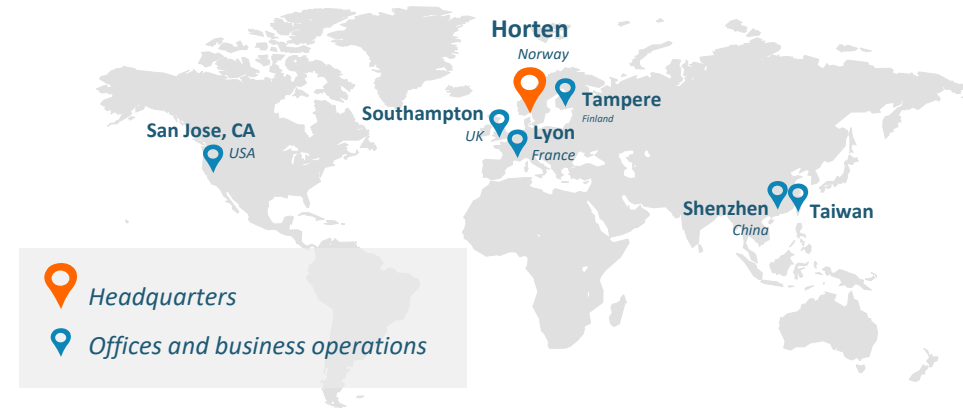 Horten
Norway
Tampere
Finland
Southampton
UK
Lyon
France
San Jose, CA
USA
Shenzhen
China
Taiwan
Headquarters
Offices and business operations